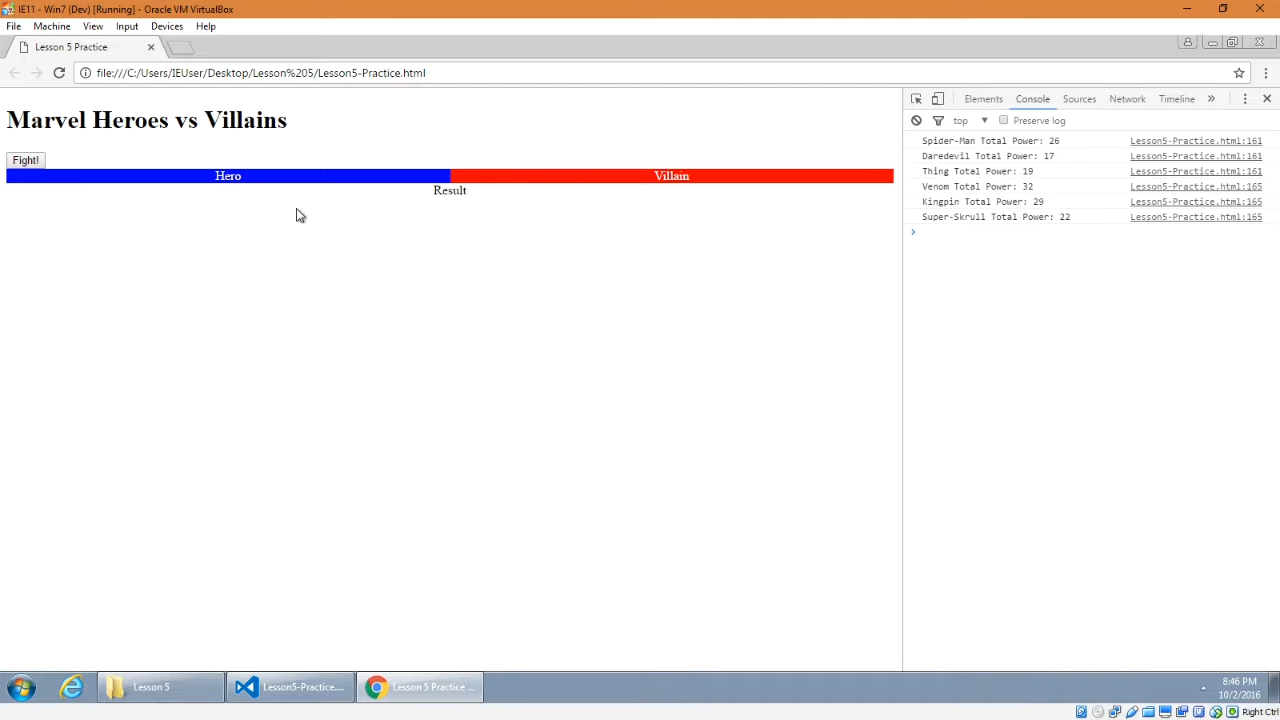 IE11 - Win7 (Dev) [Running] - Oracle VM VirtualBox
File Machine View Input Devices Help
Lesson 5 Practice
file:///C:/Users/IEUser/Desktop/Lesson%205/Lesson5-Practice.html
Elements Console Sources Network Timeline »
top Preserve log
Marvel Heroes vs Villains
Fight!
Hero Villain
Result
Spider-Man Total Power: 26 Lesson5-Practice.html:161
Daredevil Total Power: 17 Lesson5-Practice.html:161
Thing Total Power: 19 Lesson5-Practice.html:161
Venom Total Power: 32 Lesson5-Practice.html:165
Kingpin Total Power: 29 Lesson5-Practice.html:165
Super-Skrull Total Power: 22 Lesson5-Practice.html:165
Lesson 5 Lesson5-Practice.... Lesson 5 Practice ...
8:46 PM
10/2/2016
Right Ctrl